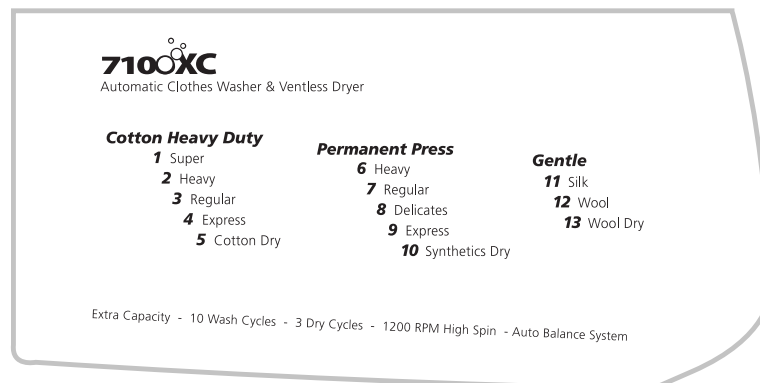 7100XC
Automatic Clothes Washer & Ventless Dryer
Cotton Heavy Duty
1 Super
2 Heavy
3 Regular
4 Express
5 Cotton Dry
Permanent Press
6 Heavy
7 Regular
8 Delicates
9 Express
10 Synthetics Dry
Gentle
11 Silk
12 Wool
13 Wool Dry
Extra Capacity - 10 Wash Cycles - 3 Dry Cycles - 1200 RPM High Spin - Auto Balance System